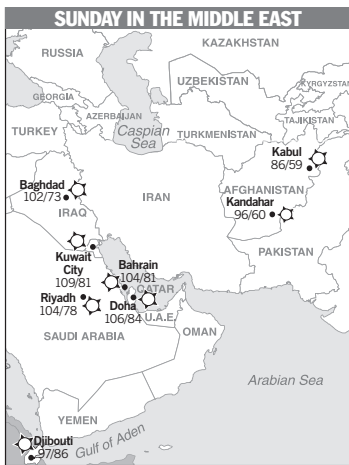 SUNDAY IN THE MIDDLE EAST
KAZAKHSTAN
RUSSIA
UZBEKISTAN
KYRGYZSTAN
GEORGIA
AZERBAIJAN
TAJIKISTAN
TURKEY
Caspian
Sea
TURKMENISTAN
Kabul
86/59
Baghdad
102/73
IRAN
AFGHANISTAN
Kandahar
96/60
IRAQ
PAKISTAN
Kuwait
City
109/81
Bahrain
104/81
QATAR
Riyadh
104/78
Doha
106/84
U.A.E.
SAUDI ARABIA
OMAN
Arabian Sea
YEMEN
Djibouti
97/86
Gulf of Aden